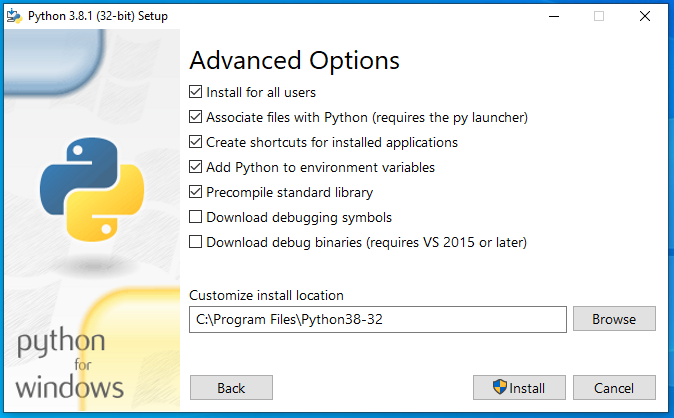 Python 3.8.1 (32-bit) Setup
Advanced Options
Install for all users
Associate files with Python (requires the py launcher)
Create shortcuts for installed applications
Add Python to environment variables
Precompile standard library
Download debugging symbols
Download debug binaries (requires VS 2015 or later)
Customize install location
C:\Program Files\Python38-32
Browse
python
for
windows
Back
Install
Cancel